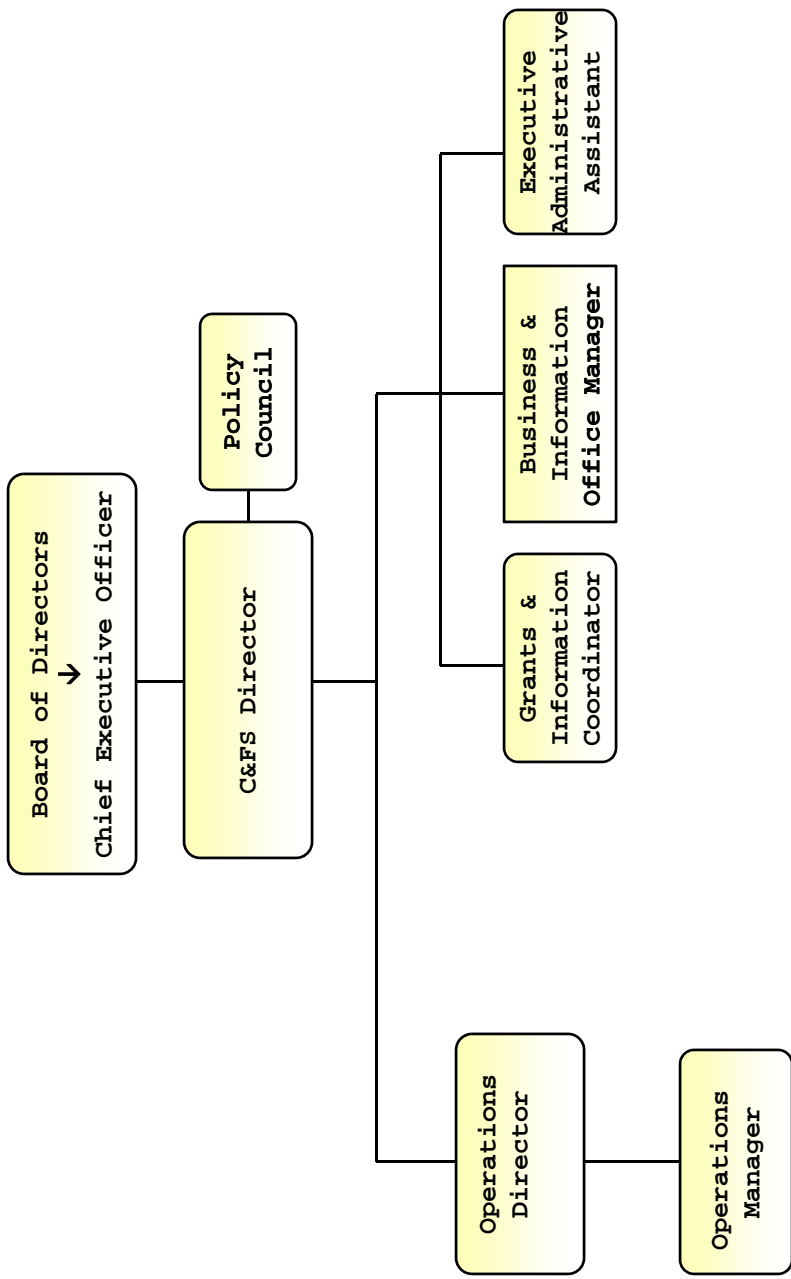 Board of Directors
↓
Chief Executive Officer
C&FS Director
Policy
Council
Operations
Director
Operations
Manager
Grants &
Information
Coordinator
Business &
Information
Office Manager
Executive
Administrative
Assistant